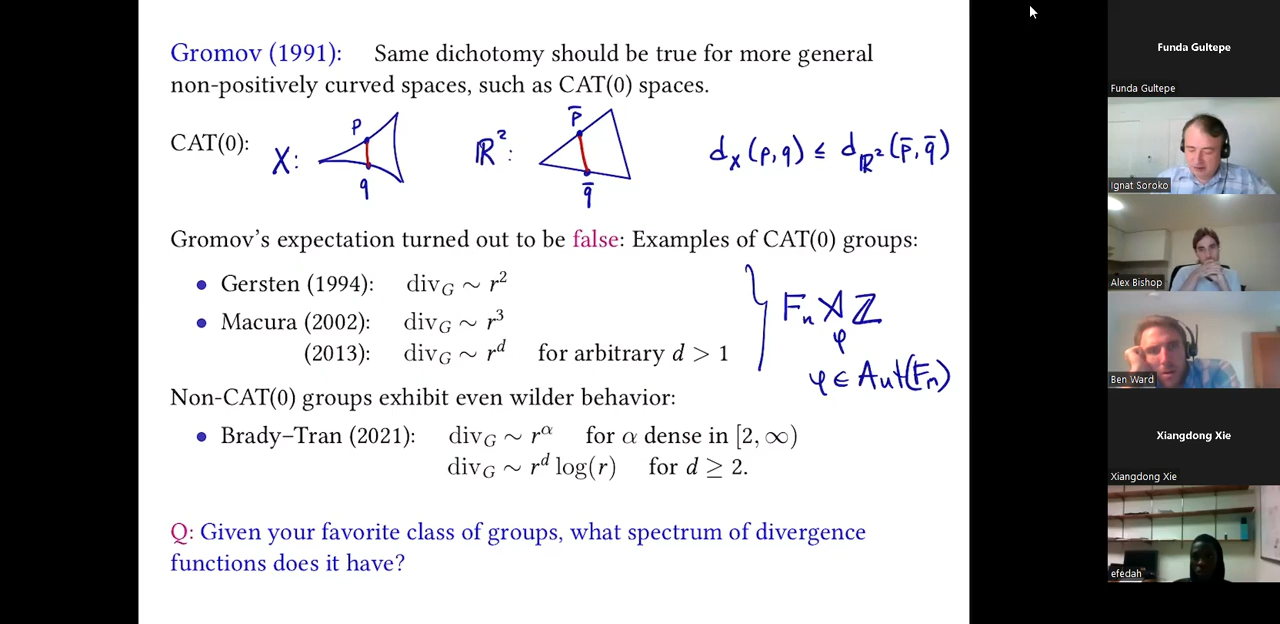 Gromov (1991): Same dichotomy should be true for more general
non-positively curved spaces, such as CAT(0) spaces.
CAT(0): X: p q ℝ²: p̄ q̄ d_X(p,q) ≤ d_ℝ²(p̄,q̄)
Gromov's expectation turned out to be false: Examples of CAT(0) groups:
• Gersten (1994): div_G ∼ r²
• Macura (2002): div_G ∼ r³
(2013): div_G ∼ r^d for arbitrary d > 1
F_n ⋊_φ ℤ
φ ∈ Aut(F_n)
Non-CAT(0) groups exhibit even wilder behavior:
• Brady–Tran (2021): div_G ∼ r^α for α dense in [2, ∞)
div_G ∼ r^d log(r) for d ≥ 2.
Q: Given your favorite class of groups, what spectrum of divergence
functions does it have?
Funda Gultepe
Funda Gultepe
Ignat Soroko
Alex Bishop
Ben Ward
Xiangdong Xie
Xiangdong Xie
efedah